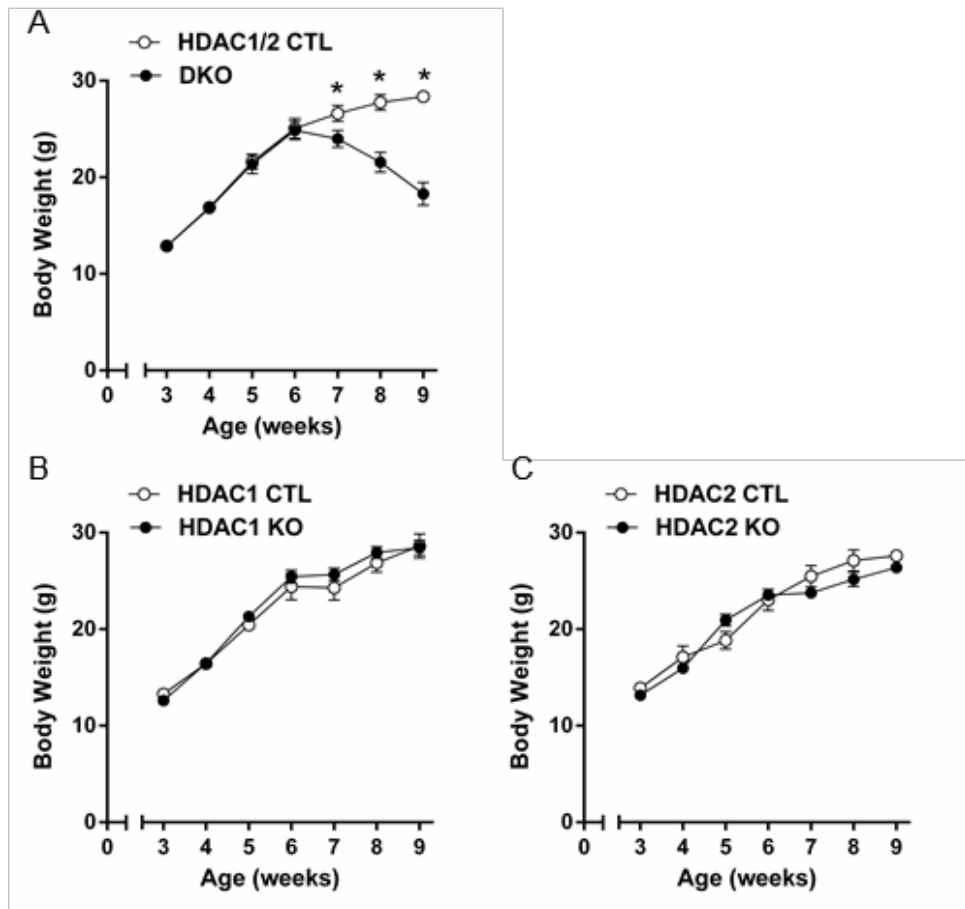 A
HDAC1/2 CTL
DKO
* * *
30
20
10
0
Body Weight (g)
0 3 4 5 6 7 8 9
Age (weeks)
B
HDAC1 CTL
HDAC1 KO
30
20
10
0
Body Weight (g)
0 3 4 5 6 7 8 9
Age (weeks)
C
HDAC2 CTL
HDAC2 KO
30
20
10
0
Body Weight (g)
0 3 4 5 6 7 8 9
Age (weeks)